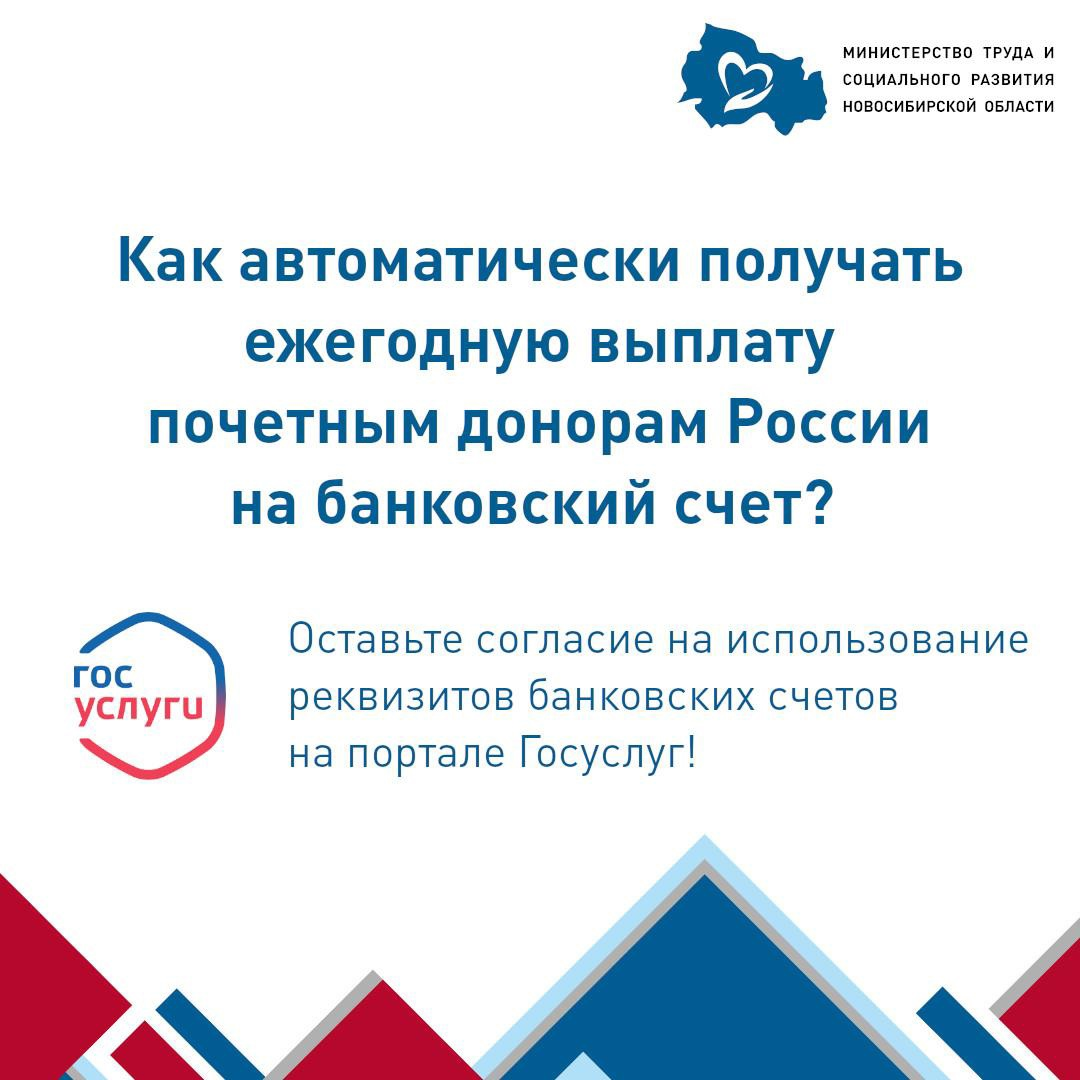 МИНИСТЕРСТВО ТРУДА И
СОЦИАЛЬНОГО РАЗВИТИЯ
НОВОСИБИРСКОЙ ОБЛАСТИ
Как автоматически получать
ежегодную выплату
почетным донорам России
на банковский счет?
гос
услуги
Оставьте согласие на использование
реквизитов банковских счетов
на портале Госуслуг!